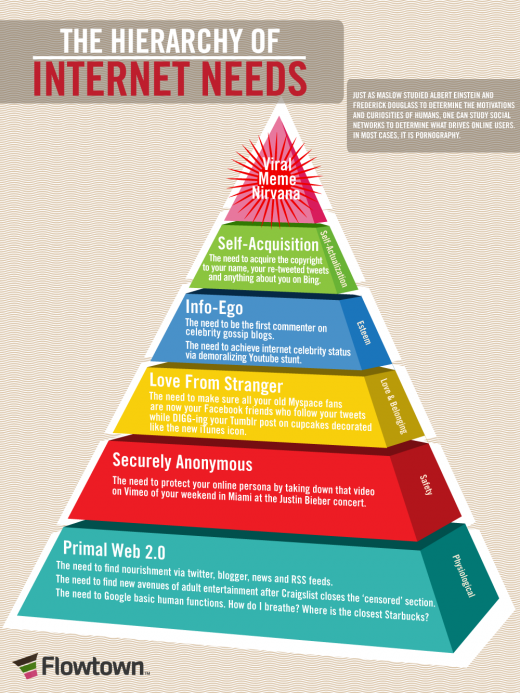 THE HIERARCHY OF
INTERNET NEEDS
JUST AS MASLOW STUDIED ALBERT EINSTEIN AND
FREDERICK DOUGLASS TO DETERMINE THE MOTIVATIONS
AND CURIOSITIES OF HUMANS, ONE CAN STUDY SOCIAL
NETWORKS TO DETERMINE WHAT DRIVES ONLINE USERS.
IN MOST CASES, IT IS PORNOGRAPHY.
Viral
Meme
Nirvana
Self-Acquisition
The need to acquire the copyright
to your name, your re-tweeted tweets
and anything about you on Bing.
Self-Actualization
Info-Ego
The need to be the first commenter on
celebrity gossip blogs.
The need to achieve internet celebrity status
via demoralizing Youtube stunt.
Esteem
Love From Stranger
The need to make sure all your old Myspace fans
are now your Facebook friends who follow your tweets
while DIGG-ing your Tumblr post on cupcakes decorated
like the new iTunes icon.
Love & Belonging
Securely Anonymous
The need to protect your online persona by taking down that video
on Vimeo of your weekend in Miami at the Justin Bieber concert.
Safety
Primal Web 2.0
The need to find nourishment via twitter, blogger, news and RSS feeds.
The need to find new avenues of adult entertainment after Craigslist closes the 'censored' section.
The need to Google basic human functions. How do I breathe? Where is the closest Starbucks?
Physiological
Flowtown™